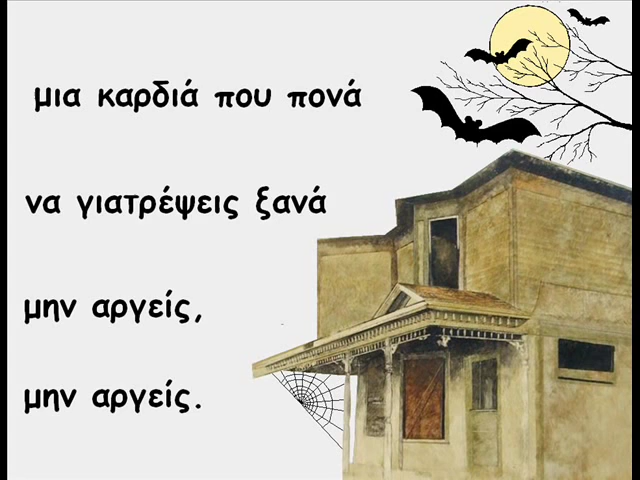 μια καρδιά που πονά
να γιατρέψεις ξανά
μην αργείς,
μην αργείς.